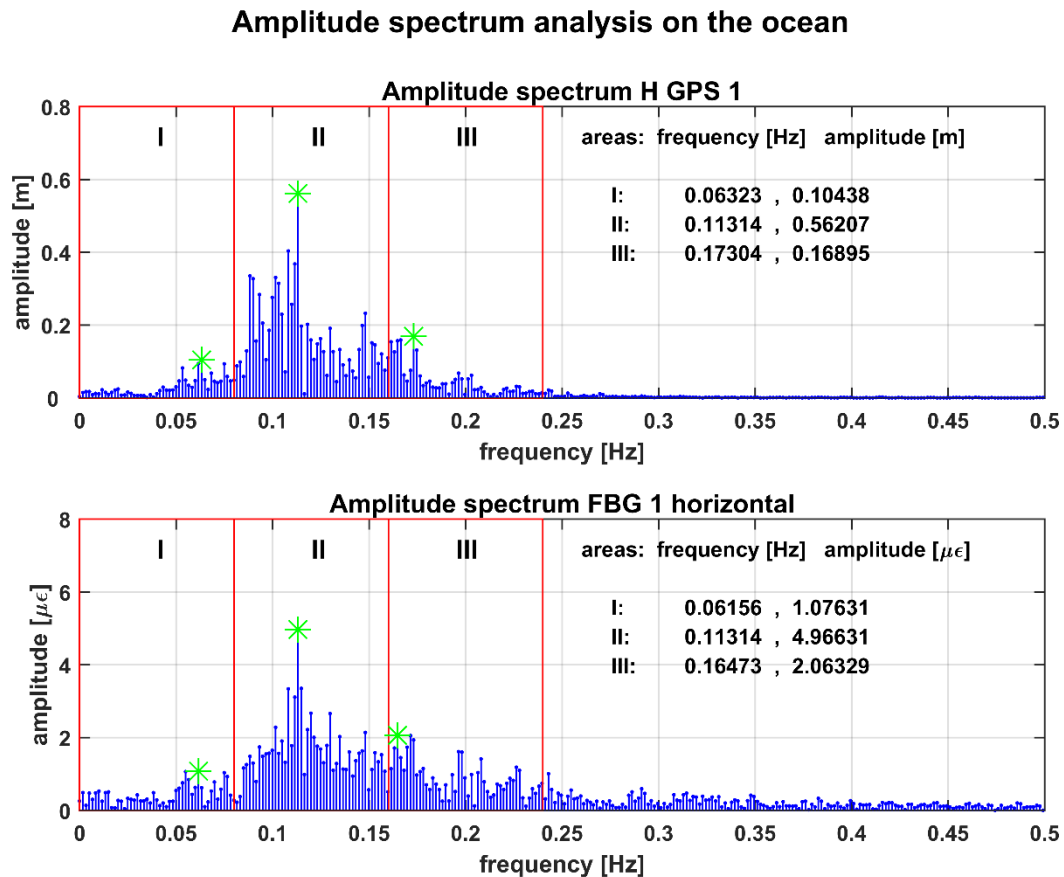 Amplitude spectrum analysis on the ocean
Amplitude spectrum H GPS 1
amplitude [m]
0.8
0.6
0.4
0.2
0
I II III
areas: frequency [Hz] amplitude [m]
I: 0.06323 , 0.10438
II: 0.11314 , 0.56207
III: 0.17304 , 0.16895
0 0.05 0.1 0.15 0.2 0.25 0.3 0.35 0.4 0.45 0.5
frequency [Hz]
Amplitude spectrum FBG 1 horizontal
amplitude [με]
8
6
4
2
0
I II III
areas: frequency [Hz] amplitude [με]
I: 0.06156 , 1.07631
II: 0.11314 , 4.96631
III: 0.16473 , 2.06329
0 0.05 0.1 0.15 0.2 0.25 0.3 0.35 0.4 0.45 0.5
frequency [Hz]